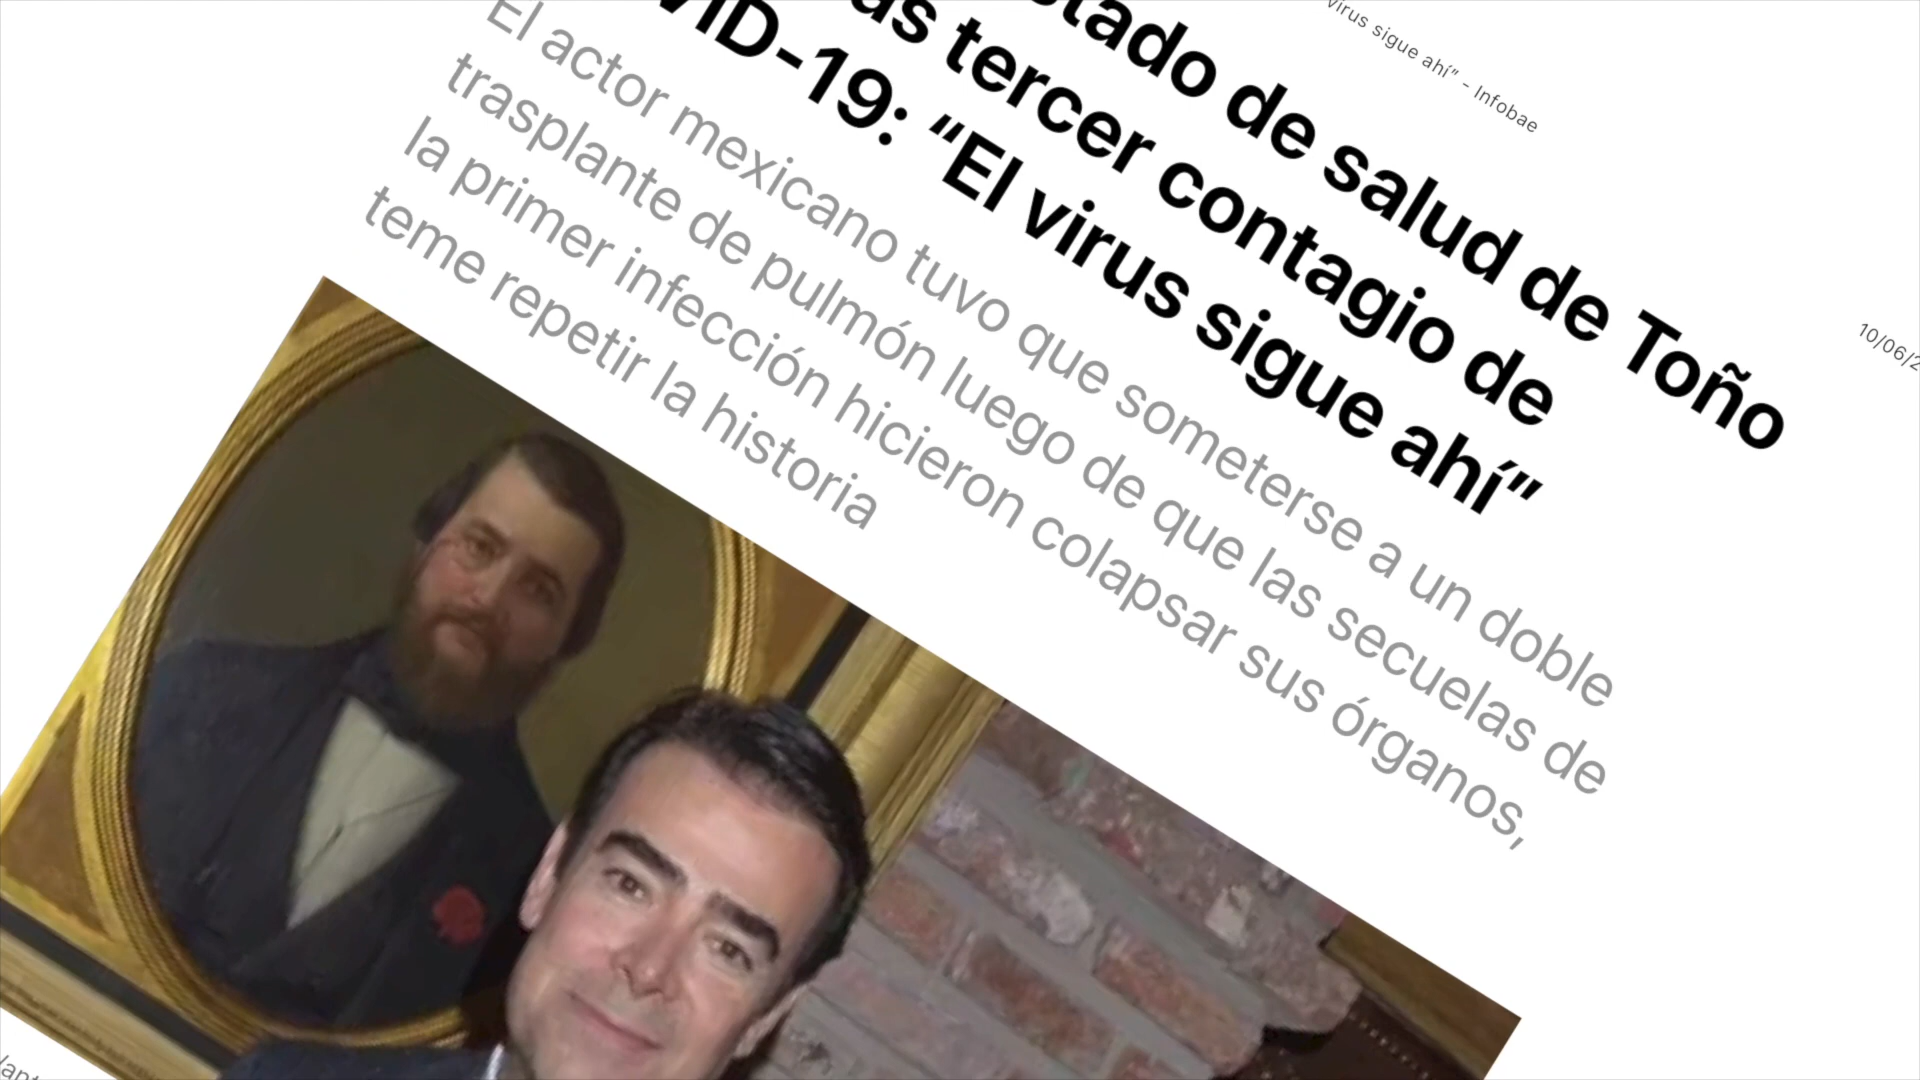 virus sigue ahí" - Infobae
10/06/2
tado de salud de Toño
as tercer contagio de
VID-19: “El virus sigue ahí”
El actor mexicano tuvo que someterse a un doble
trasplante de pulmón luego de que las secuelas de
la primer infección hicieron colapsar sus órganos,
teme repetir la historia